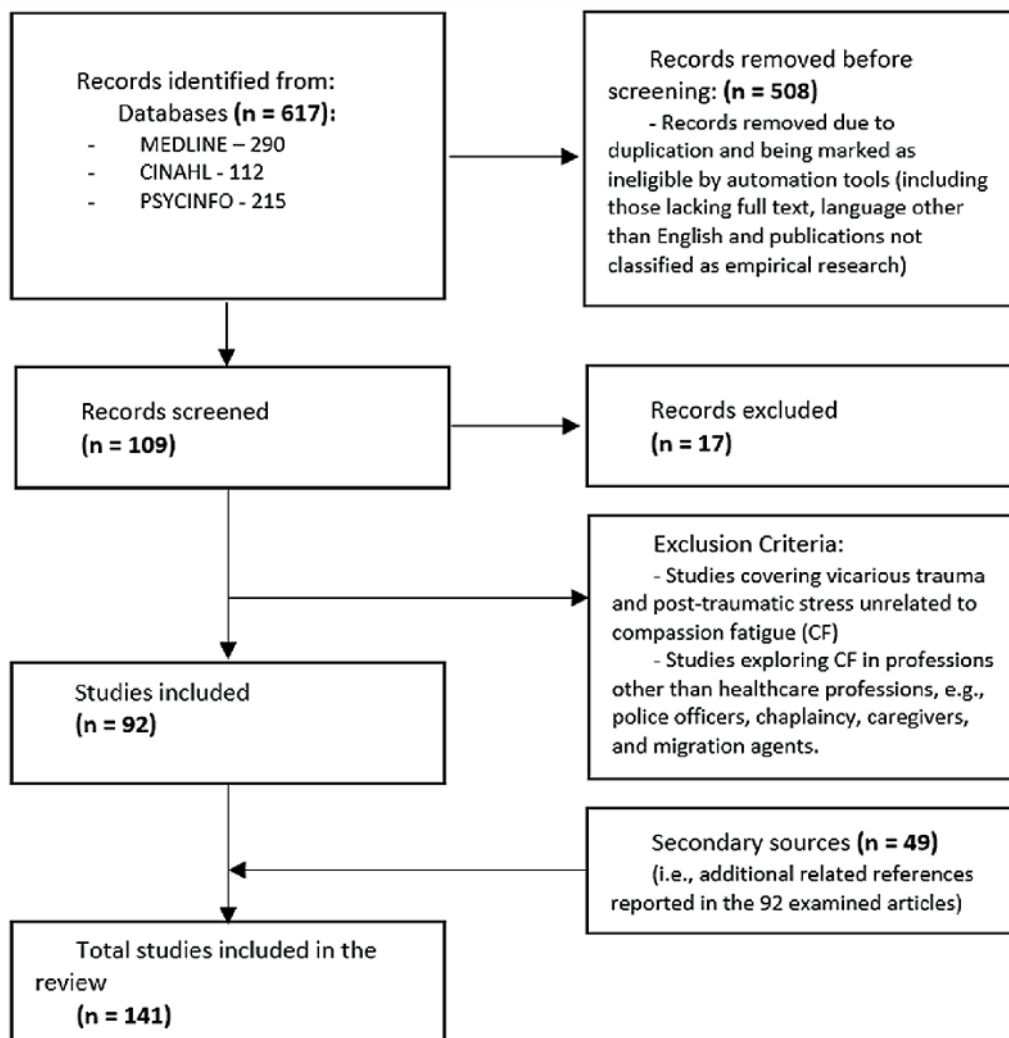 Records identified from:
Databases (n = 617):
- MEDLINE – 290
- CINAHL - 112
- PSYCINFO - 215
Records removed before
screening: (n = 508)
- Records removed due to
duplication and being marked as
ineligible by automation tools (including
those lacking full text, language other
than English and publications not
classified as empirical research)
Records screened
(n = 109)
Records excluded
(n = 17)
Exclusion Criteria:
- Studies covering vicarious trauma
and post-traumatic stress unrelated to
compassion fatigue (CF)
- Studies exploring CF in professions
other than healthcare professions, e.g.,
police officers, chaplaincy, caregivers,
and migration agents.
Studies included
(n = 92)
Secondary sources (n = 49)
(i.e., additional related references
reported in the 92 examined articles)
Total studies included in the
review
(n = 141)